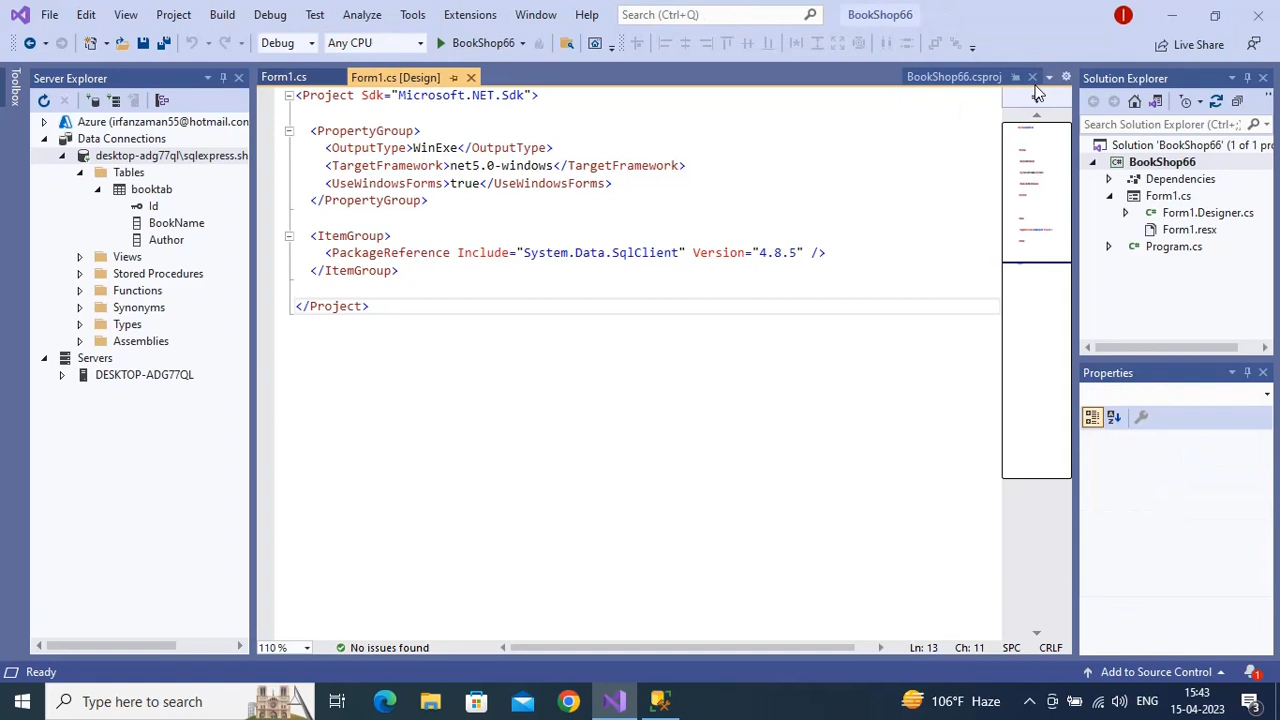 File Edit View Project Build Debug Test Analyze Tools Extensions Window Help Search (Ctrl+Q) BookShop66
Debug Any CPU BookShop66 Live Share
Toolbox
Server Explorer
Azure (irfanzaman55@hotmail.con
Data Connections
desktop-adg77ql\sqlexpress.sh
Tables
booktab
Id
BookName
Author
Views
Stored Procedures
Functions
Synonyms
Types
Assemblies
Servers
DESKTOP-ADG77QL
Form1.cs Form1.cs [Design] BookShop66.csproj
<Project Sdk="Microsoft.NET.Sdk">
<PropertyGroup>
<OutputType>WinExe</OutputType>
<TargetFramework>net5.0-windows</TargetFramework>
<UseWindowsForms>true</UseWindowsForms>
</PropertyGroup>
<ItemGroup>
<PackageReference Include="System.Data.SqlClient" Version="4.8.5" />
</ItemGroup>
</Project>
110 % No issues found Ln: 13 Ch: 11 SPC CRLF
Solution Explorer
Search Solution Explorer (Ctrl+;)
Solution 'BookShop66' (1 of 1 pr
BookShop66
Dependencies
Form1.cs
Form1.Designer.cs
Form1.resx
Program.cs
Properties
Ready Add to Source Control 1
Type here to search 106°F Haze ENG 15:43
15-04-2023 3